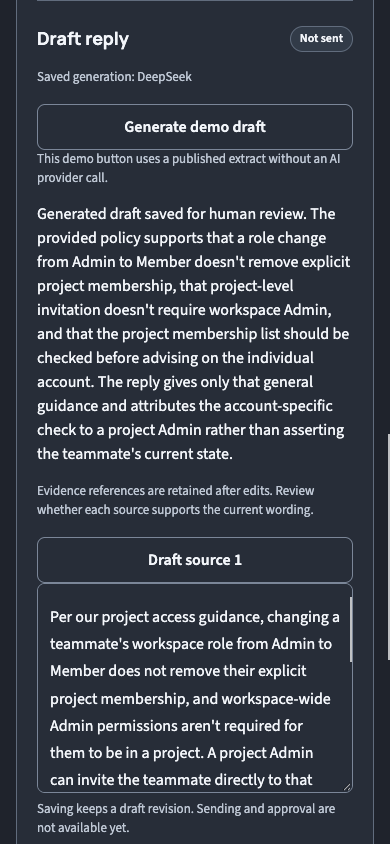 Draft reply
Not sent
Saved generation: DeepSeek
Generate demo draft
This demo button uses a published extract without an AI
provider call.
Generated draft saved for human review. The
provided policy supports that a role change
from Admin to Member doesn't remove explicit
project membership, that project-level
invitation doesn't require workspace Admin,
and that the project membership list should be
checked before advising on the individual
account. The reply gives only that general
guidance and attributes the account-specific
check to a project Admin rather than asserting
the teammate's current state.
Evidence references are retained after edits. Review
whether each source supports the current wording.
Draft source 1
Per our project access guidance, changing a
teammate's workspace role from Admin to
Member does not remove their explicit
project membership, and workspace-wide
Admin permissions aren't required for
them to be in a project. A project Admin
can invite the teammate directly to that
Saving keeps a draft revision. Sending and approval are
not available yet.